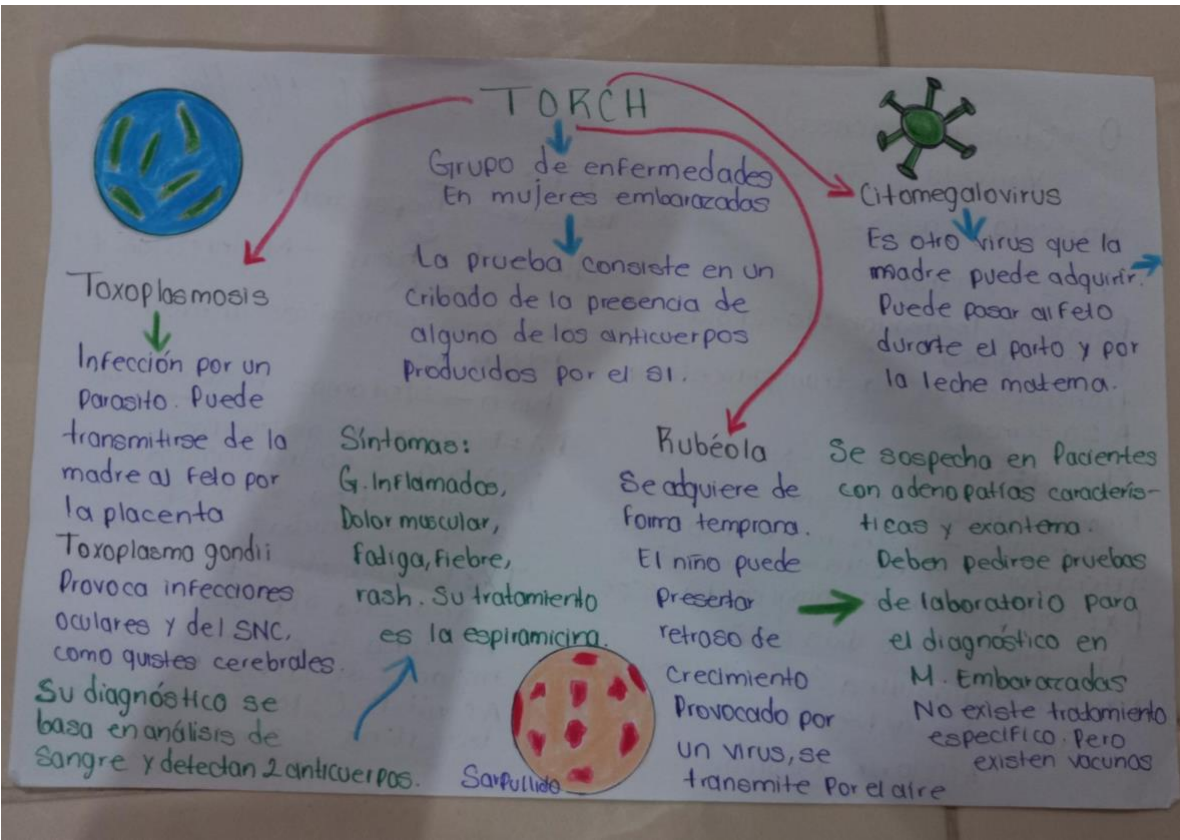 TORCH
Grupo de enfermedades
En mujeres embarazadas
La prueba consiste en un
cribado de la presencia de
alguno de los anticuerpos
Producidos por el SI.
Toxoplasmosis
Infección por un
Parasito. Puede
transmitirse de la
madre al feto por
la placenta
Toxoplasma gondii
Provoca infecciones
oculares y del SNC,
como quistes cerebrales.
Su diagnóstico se
basa en análisis de
Sangre y detectan 2 anticuerpos.
Síntomas:
G. Inflamados,
Dolor muscular,
Fatiga, Fiebre,
rash. Su tratamiento
es la espiramicina.
Sarpullido
Rubéola
Se adquiere de
forma temprana.
El niño puede
Presentar
retraso de
Crecimiento
Provocado por
un virus, se
transmite Por el aire
Se sospecha en Pacientes
con adenopatías caracterís-
ticas y exantema.
Deben pedirse pruebas
de laboratorio para
el diagnóstico en
M. Embarazadas
No existe tratamiento
especifico. Pero
existen vacunas
Citomegalovirus
Es otro virus que la
madre puede adquirir.
Puede pasar al feto
durante el parto y por
la leche materna.